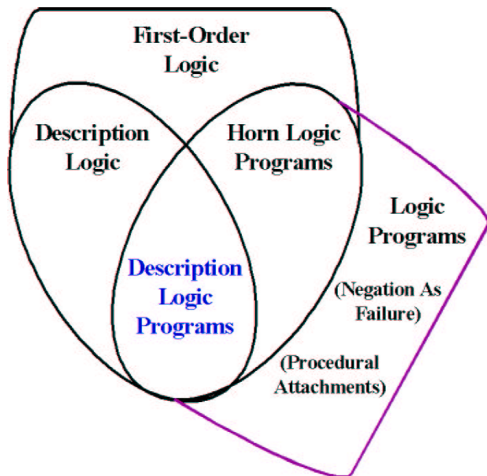 First-Order
Logic
Description
Logic
Horn Logic
Programs
Logic
Programs
Description
Logic
Programs
(Negation As
Failure)
(Procedural
Attachments)